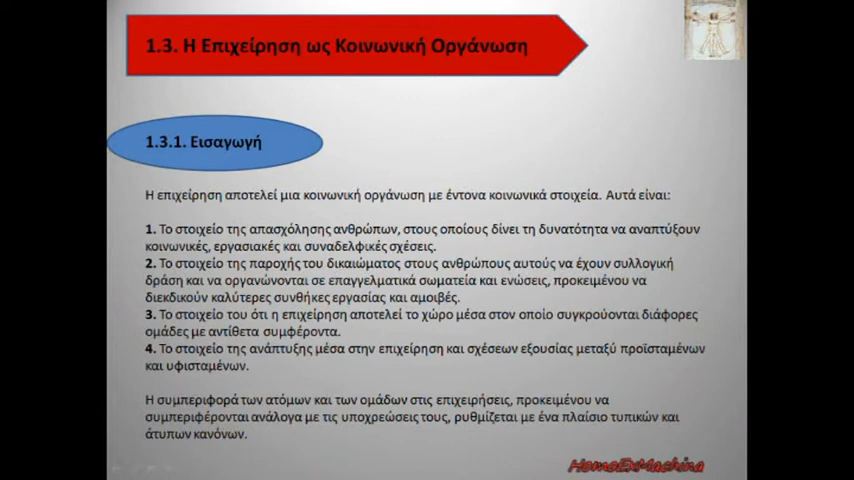 1.3. Η Επιχείρηση ως Κοινωνική Οργάνωση
1.3.1. Εισαγωγή
Η επιχείρηση αποτελεί μια κοινωνική οργάνωση με έντονα κοινωνικά στοιχεία. Αυτά είναι:
1. Το στοιχείο της απασχόλησης ανθρώπων, στους οποίους δίνει τη δυνατότητα να αναπτύξουν
κοινωνικές, εργασιακές και συναδελφικές σχέσεις.
2. Το στοιχείο της παροχής του δικαιώματος στους ανθρώπους αυτούς να έχουν συλλογική
δράση και να οργανώνονται σε επαγγελματικά σωματεία και ενώσεις, προκειμένου να
διεκδικούν καλύτερες συνθήκες εργασίας και αμοιβές.
3. Το στοιχείο του ότι η επιχείρηση αποτελεί το χώρο μέσα στον οποίο συγκρούονται διάφορες
ομάδες με αντίθετα συμφέροντα.
4. Το στοιχείο της ανάπτυξης μέσα στην επιχείρηση και σχέσεων εξουσίας μεταξύ προϊσταμένων
και υφισταμένων.
Η συμπεριφορά των ατόμων και των ομάδων στις επιχειρήσεις, προκειμένου να
συμπεριφέρονται ανάλογα με τις υποχρεώσεις τους, ρυθμίζεται με ένα πλαίσιο τυπικών και
άτυπων κανόνων.
HomoExMachina